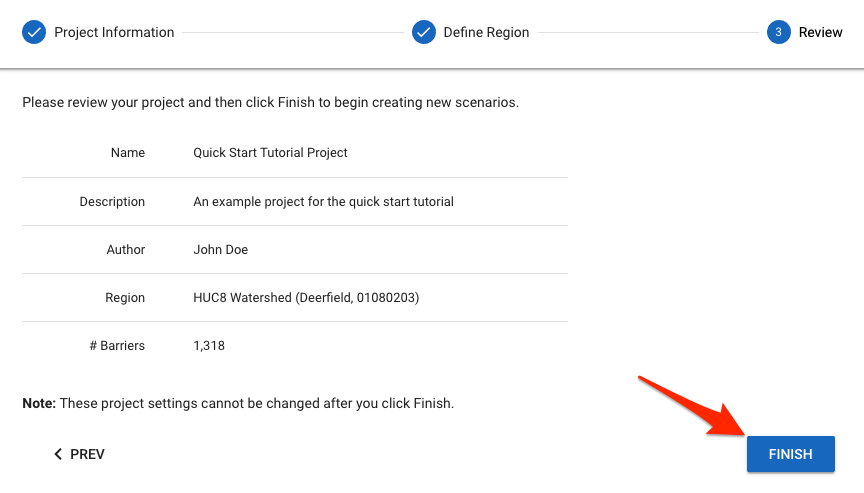 Project Information
Define Region
3 Review
Please review your project and then click Finish to begin creating new scenarios.
Name Quick Start Tutorial Project
Description An example project for the quick start tutorial
Author John Doe
Region HUC8 Watershed (Deerfield, 01080203)
# Barriers 1,318
Note: These project settings cannot be changed after you click Finish.
PREV
FINISH